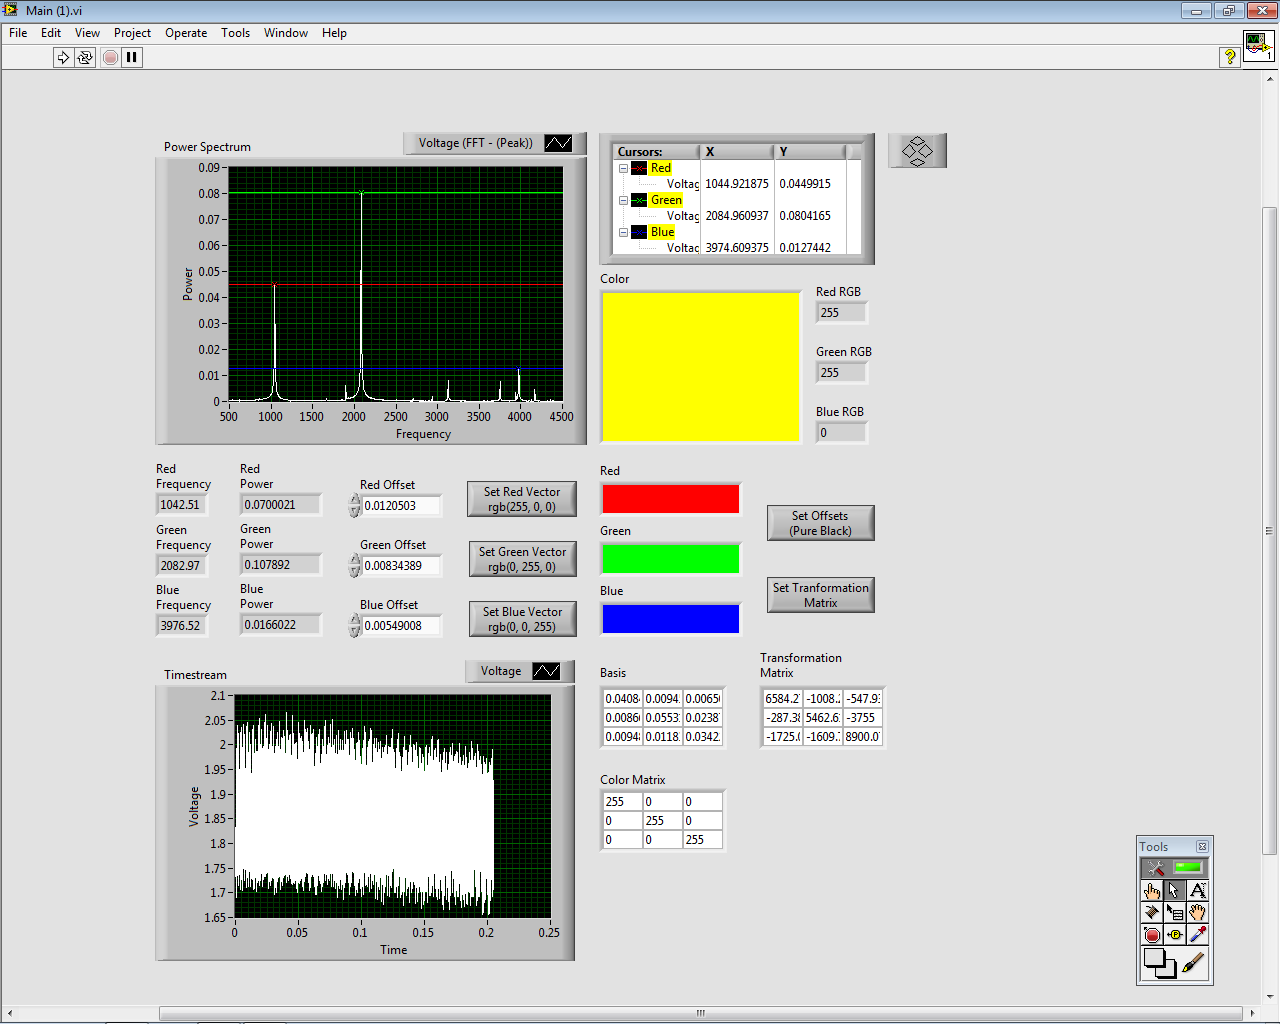 Main (1).vi
File Edit View Project Operate Tools Window Help
1
Power Spectrum
Voltage (FFT - (Peak))
0.09
0.08
0.07
0.06
0.05
0.04
0.03
0.02
0.01
0
Power
500 1000 1500 2000 2500 3000 3500 4000 4500
Frequency
Cursors: X Y
Red
Voltag 1044.921875 0.0449915
Green
Voltag 2084.960937 0.0804165
Blue
Voltag 3974.609375 0.0127442
Color
Red RGB
255
Green RGB
255
Blue RGB
0
Red Frequency
1042.51
Red Power
0.0700021
Red Offset
0.0120503
Set Red Vector
rgb(255, 0, 0)
Green Frequency
2082.97
Green Power
0.107892
Green Offset
0.00834389
Set Green Vector
rgb(0, 255, 0)
Blue Frequency
3976.52
Blue Power
0.0166022
Blue Offset
0.00549008
Set Blue Vector
rgb(0, 0, 255)
Red
Green
Blue
Set Offsets
(Pure Black)
Set Tranformation
Matrix
Timestream
Voltage
2.1
2.05
2
1.95
1.9
1.85
1.8
1.75
1.7
1.65
Voltage
0 0.05 0.1 0.15 0.2 0.25
Time
Basis
0.0408 0.0094 0.0065
0.0086 0.0553 0.0238
0.0094 0.0118 0.0342
Transformation
Matrix
6584.2 -1008. -547.9
-287.38 5462.6 -3755
-1725.0 -1609. 8900.0
Color Matrix
255 0 0
0 255 0
0 0 255
Tools